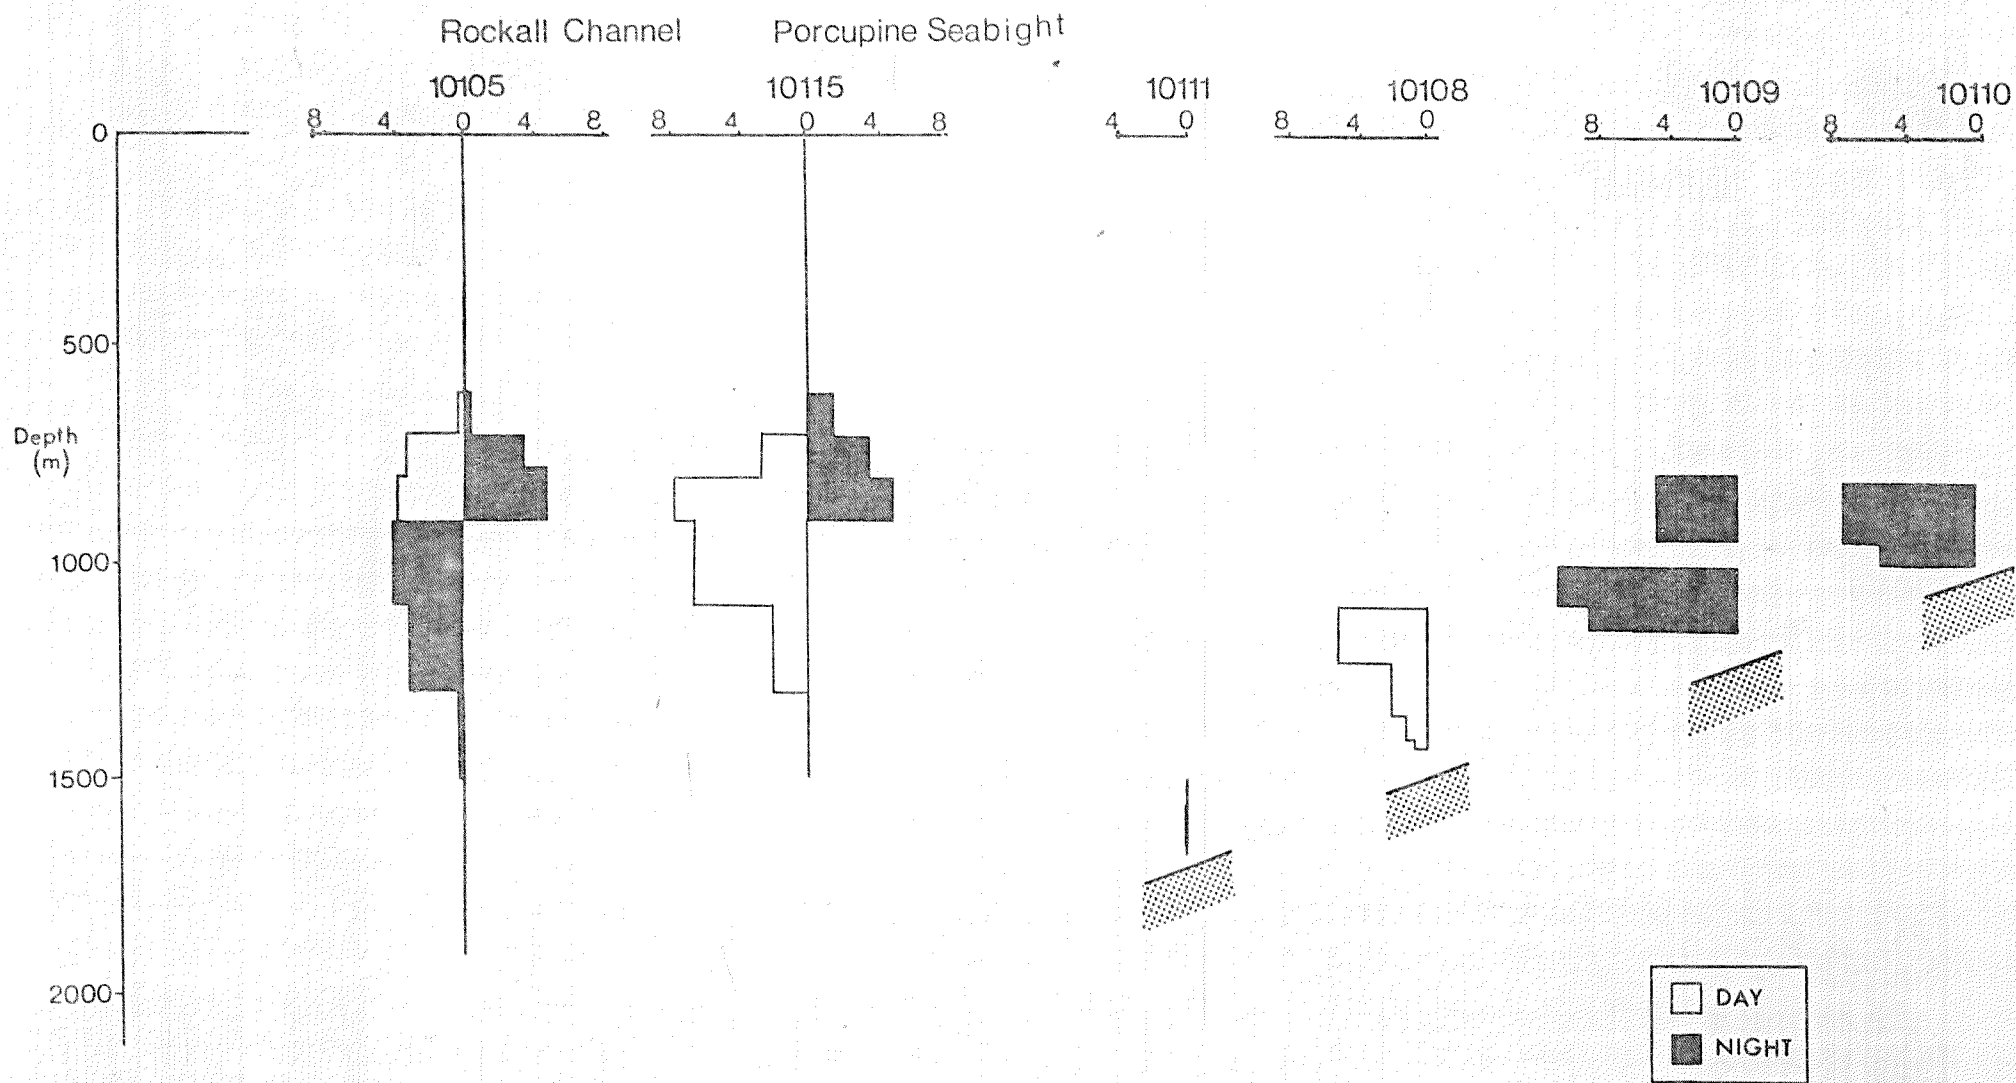 Rockall Channel Porcupine Seabight
10105 10115 10111 10108 10109 10110
8 4 0 4 8 8 4 0 4 8 4 0 8 4 0 8 4 0 8 4 0
0
500
Depth
(m)
1000
1500
2000
DAY
NIGHT